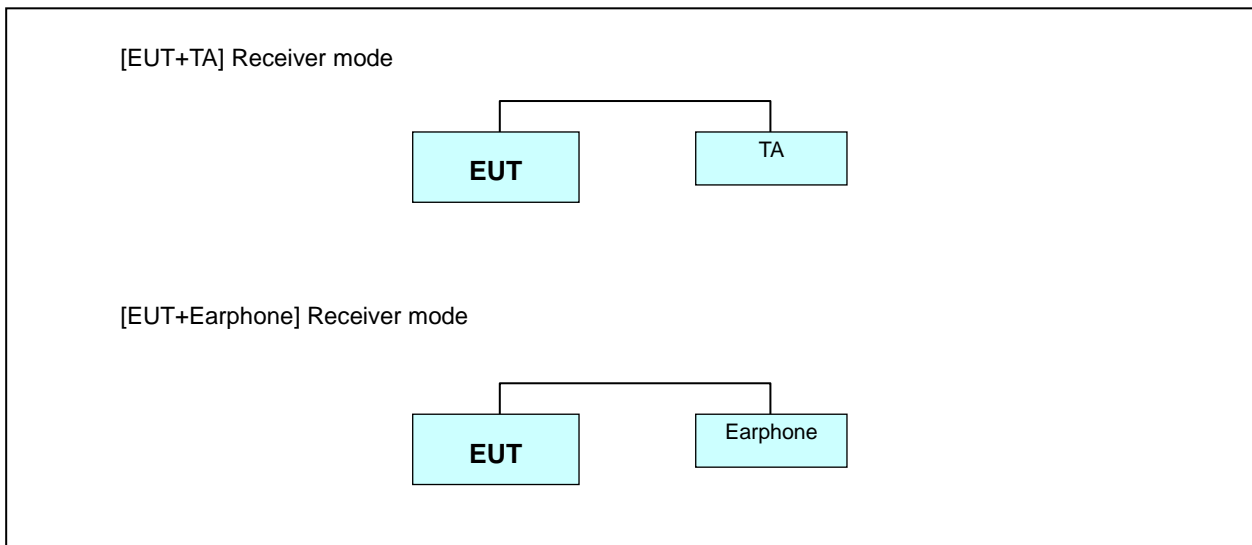 [EUT+TA] Receiver mode
EUT
TA
[EUT+Earphone] Receiver mode
EUT
Earphone